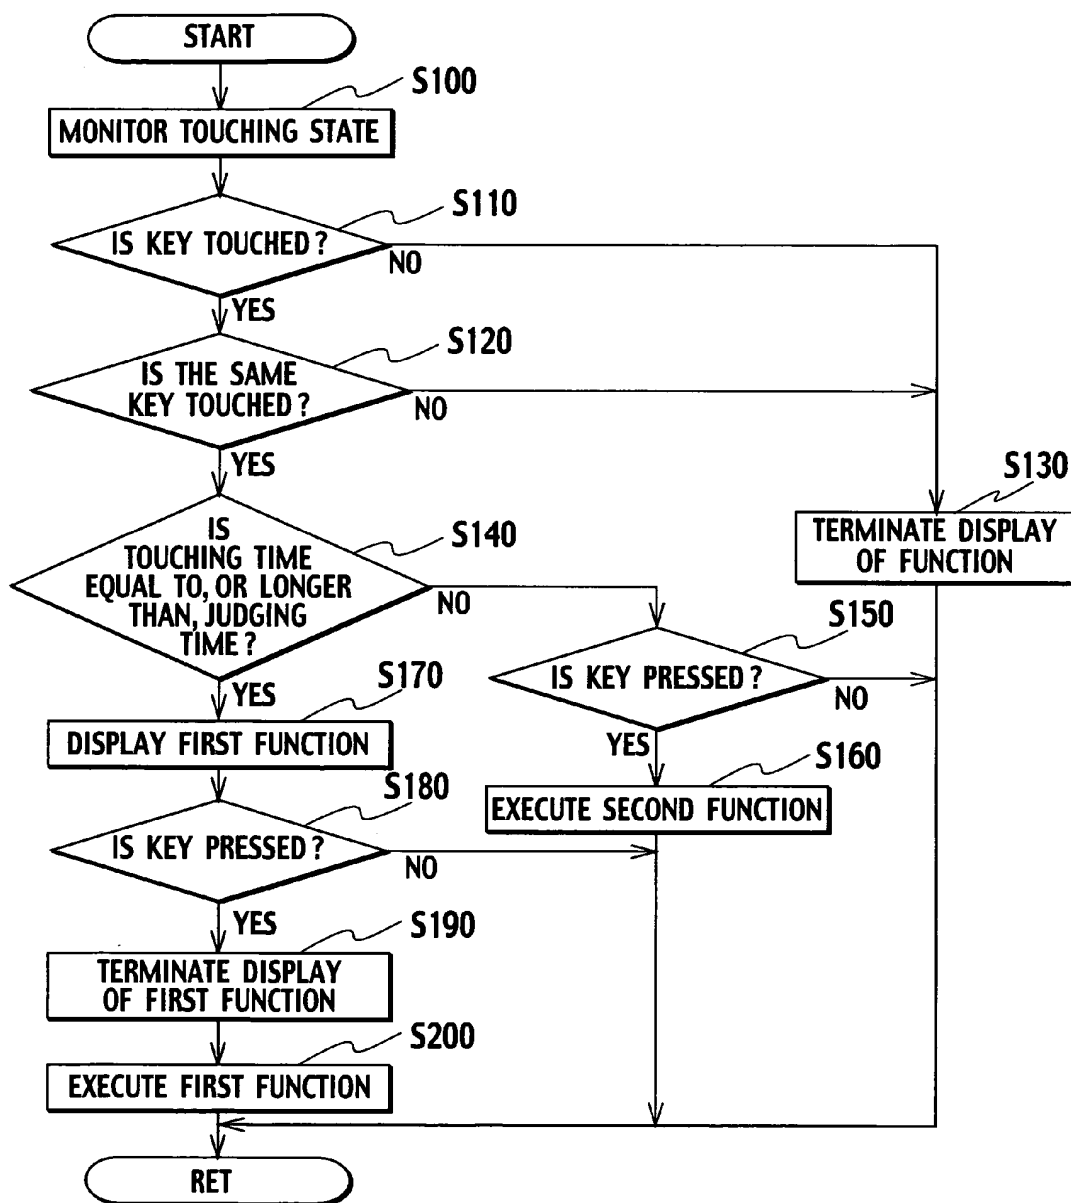 START
S100
MONITOR TOUCHING STATE
S110
IS KEY TOUCHED?
NO
YES
S120
IS THE SAME
KEY TOUCHED?
NO
YES
S130
TERMINATE DISPLAY
OF FUNCTION
S140
IS
TOUCHING TIME
EQUAL TO, OR LONGER
THAN, JUDGING
TIME?
NO
YES
S150
IS KEY PRESSED?
NO
YES
S170
DISPLAY FIRST FUNCTION
S160
EXECUTE SECOND FUNCTION
S180
IS KEY PRESSED?
NO
YES
S190
TERMINATE DISPLAY
OF FIRST FUNCTION
S200
EXECUTE FIRST FUNCTION
RET